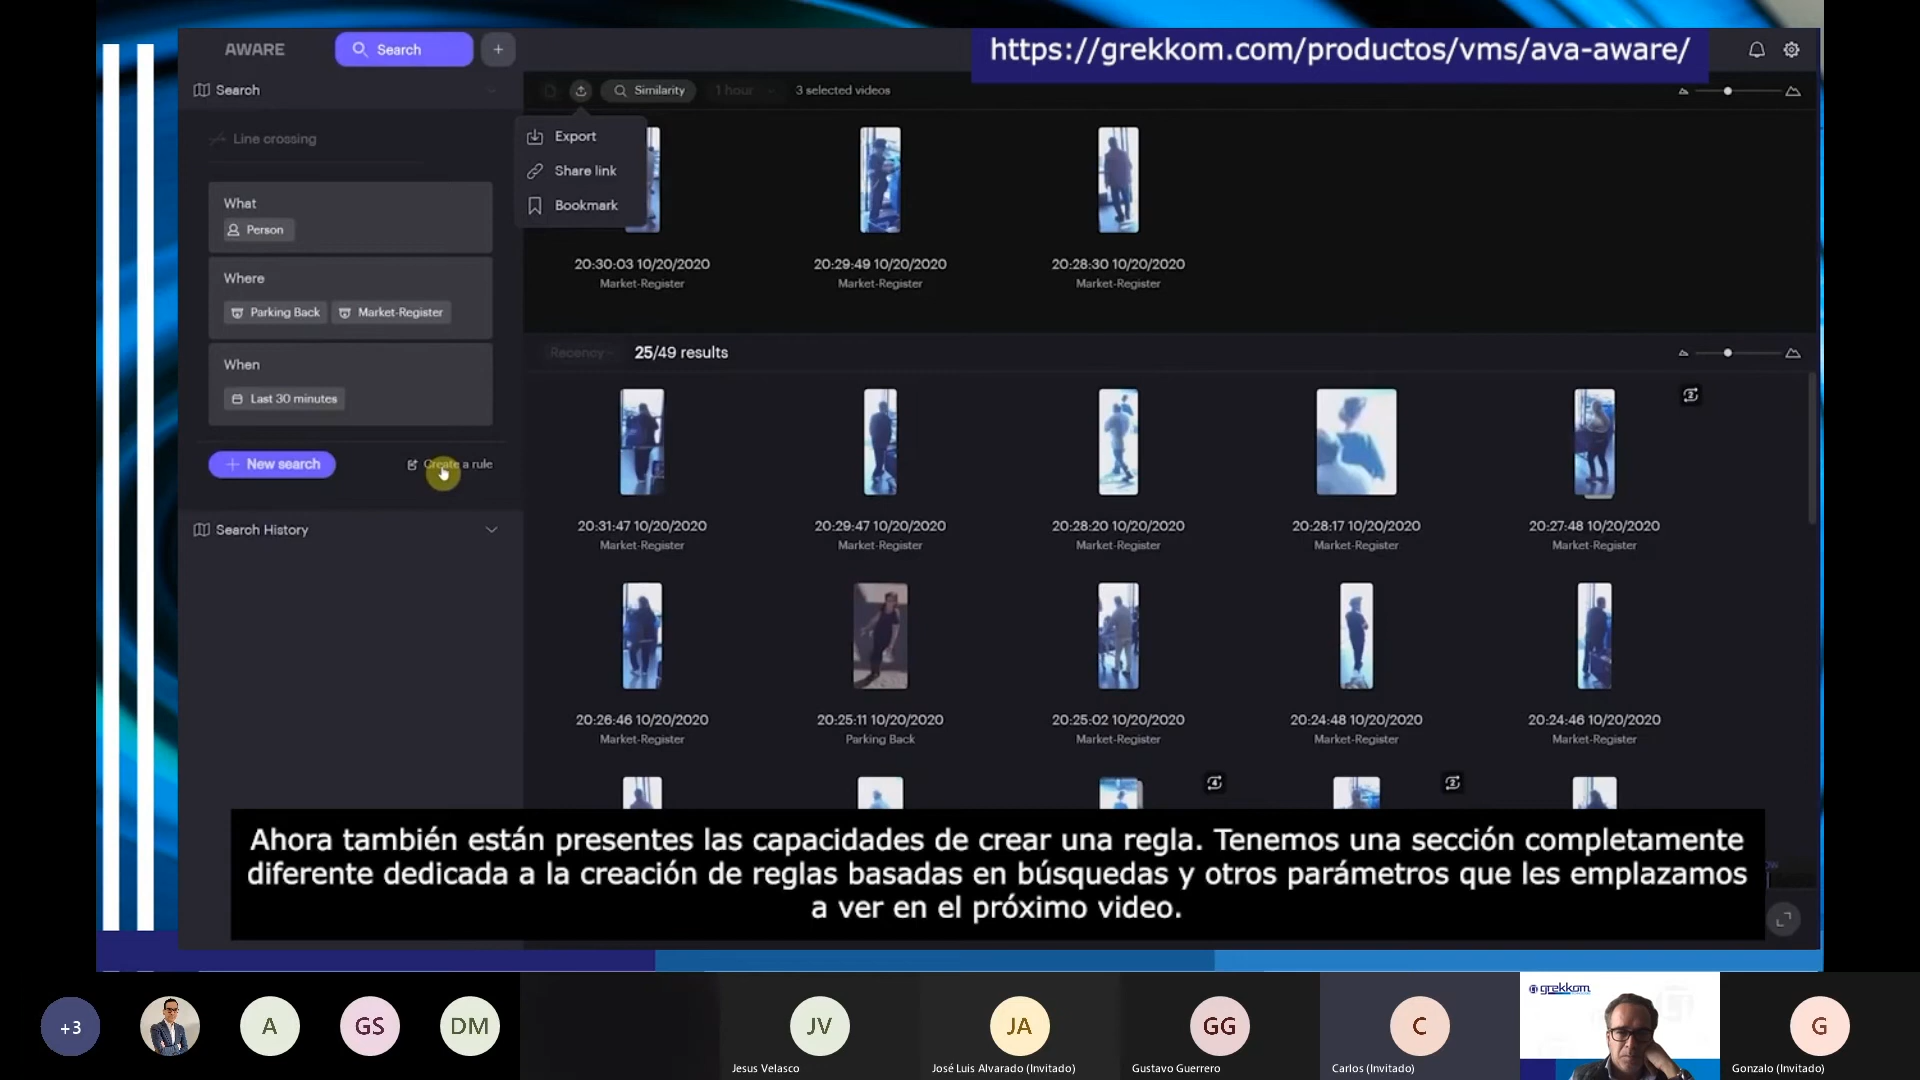 AWARE
Search
+
https://grekkom.com/productos/vms/ava-aware/
Search
Similarity
1 hour
3 selected videos
Line crossing
Export
Share link
Bookmark
What
Person
Where
Parking Back
Market-Register
When
Last 30 minutes
New search
Create a rule
Search History
20:30:03 10/20/2020
Market-Register
20:29:49 10/20/2020
Market-Register
20:28:30 10/20/2020
Market-Register
Recency
25/49 results
2
20:31:47 10/20/2020
Market-Register
20:29:47 10/20/2020
Market-Register
20:28:20 10/20/2020
Market-Register
20:28:17 10/20/2020
Market-Register
20:27:48 10/20/2020
Market-Register
20:26:46 10/20/2020
Market-Register
20:25:11 10/20/2020
Parking Back
20:25:02 10/20/2020
Market-Register
20:24:48 10/20/2020
Market-Register
20:24:46 10/20/2020
Market-Register
4
2
Ahora también están presentes las capacidades de crear una regla. Tenemos una sección completamente
diferente dedicada a la creación de reglas basadas en búsquedas y otros parámetros que les emplazamos
a ver en el próximo video.
+3
A
GS
DM
JV
Jesus Velasco
JA
José Luis Alvarado (Invitado)
GG
Gustavo Guerrero
C
Carlos (Invitado)
grekkom
G
Gonzalo (Invitado)